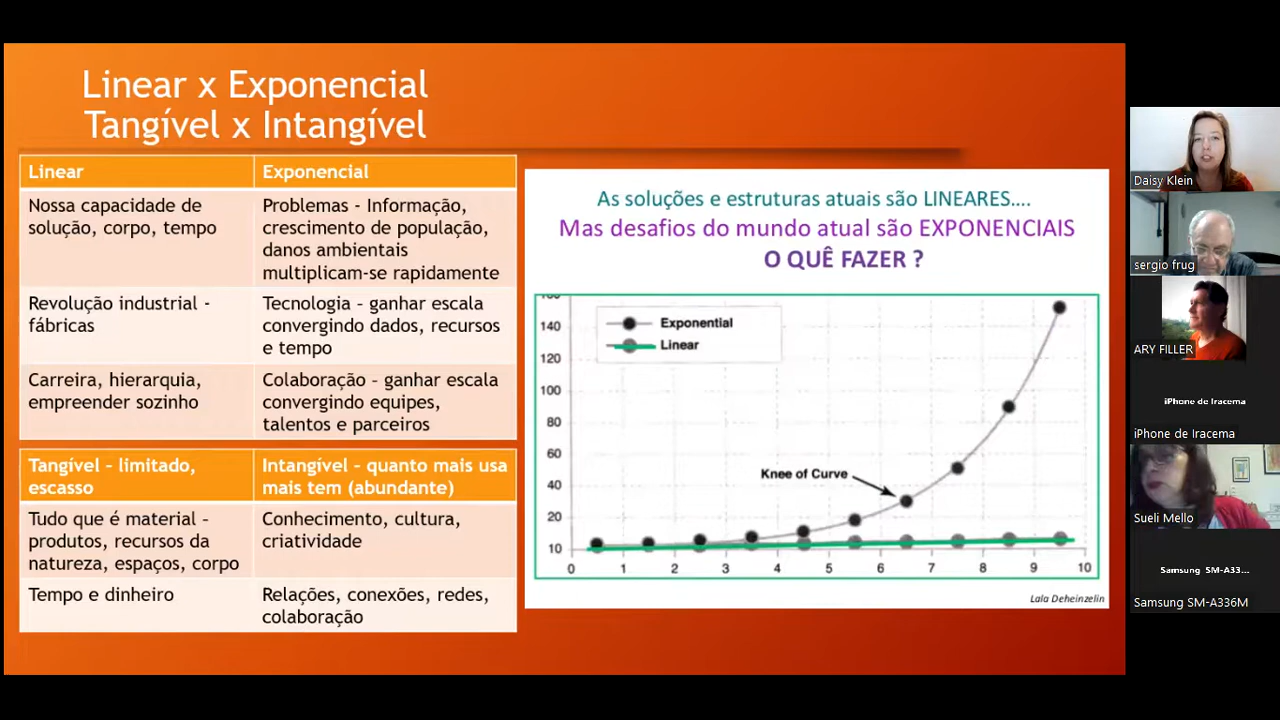 Linear x Exponencial
Tangível x Intangível
Linear
Exponencial
Nossa capacidade de
solução, corpo, tempo
Problemas - Informação,
crescimento de população,
danos ambientais
multiplicam-se rapidamente
Revolução industrial -
fábricas
Tecnologia – ganhar escala
convergindo dados, recursos
e tempo
Carreira, hierarquia,
empreender sozinho
Colaboração – ganhar escala
convergindo equipes,
talentos e parceiros
Tangível – limitado,
escasso
Intangível – quanto mais usa
mais tem (abundante)
Tudo que é material –
produtos, recursos da
natureza, espaços, corpo
Conhecimento, cultura,
criatividade
Tempo e dinheiro
Relações, conexões, redes,
colaboração
As soluções e estruturas atuais são LINEARES....
Mas desafios do mundo atual são EXPONENCIAIS
O QUÊ FAZER ?
Exponential
Linear
Knee of Curve
160
140
120
100
80
60
40
20
10
0 1 2 3 4 5 6 7 8 9 10
Lala Deheinzelin
Daisy Klein
sergio frug
ARY FILLER
iPhone de Iracema
iPhone de Iracema
Sueli Mello
Samsung SM-A33...
Samsung SM-A336M